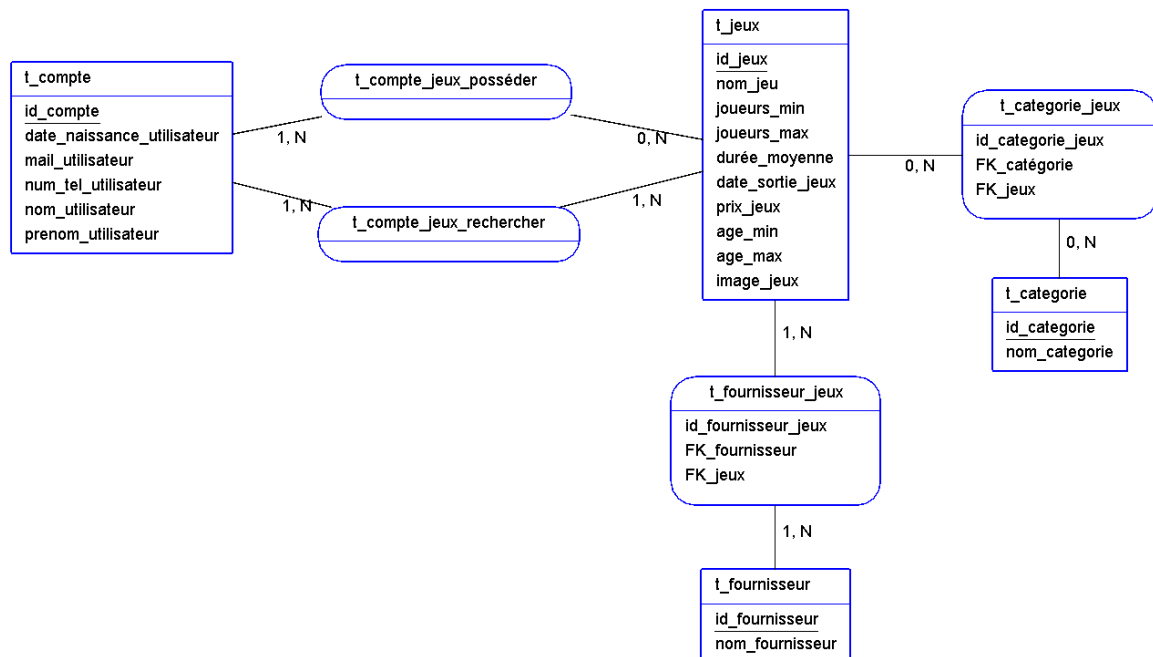 t_compte
id_compte
date_naissance_utilisateur
mail_utilisateur
num_tel_utilisateur
nom_utilisateur
prenom_utilisateur
1, N
1, N
t_compte_jeux_posséder
t_compte_jeux_rechercher
0, N
1, N
t_jeux
id_jeux
nom_jeu
joueurs_min
joueurs_max
durée_moyenne
date_sortie_jeux
prix_jeux
age_min
age_max
image_jeux
0, N
t_categorie_jeux
id_categorie_jeux
FK_catégorie
FK_jeux
0, N
t_categorie
id_categorie
nom_categorie
1, N
t_fournisseur_jeux
id_fournisseur_jeux
FK_fournisseur
FK_jeux
1, N
t_fournisseur
id_fournisseur
nom_fournisseur